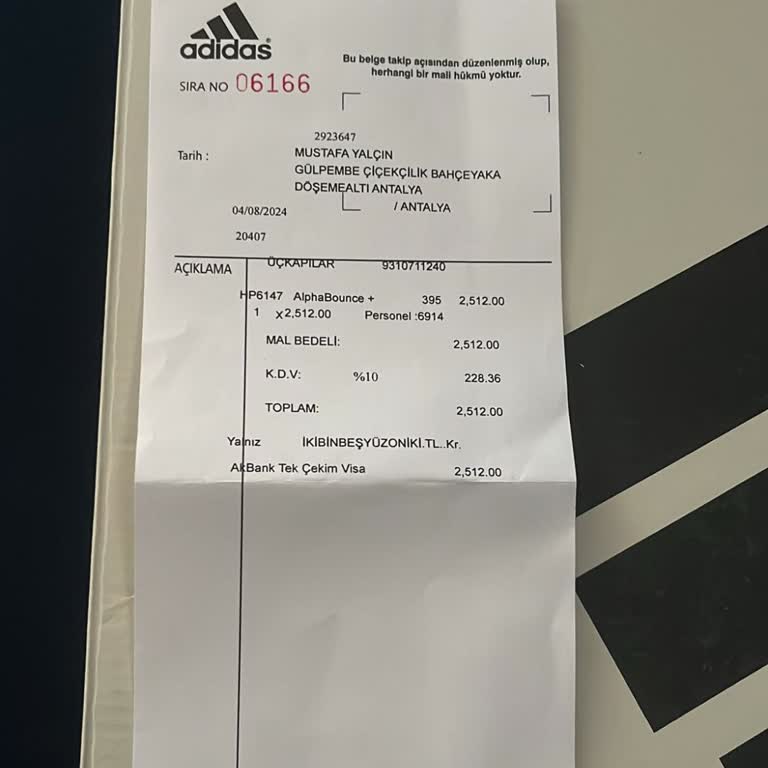 adidas
Bu belge takip açısından düzenlenmiş olup,
herhangi bir mali hükmü yoktur.
SIRA NO 06166
2923647
Tarih : MUSTAFA YALÇIN
GÜLPEMBE ÇİÇEKÇİLİK BAHÇEYAKA
DÖŞEMEALTI ANTALYA
/ ANTALYA
04/08/2024
20407
AÇIKLAMA ÜÇKAPILAR 9310711240
HP6147 AlphaBounce + 395 2,512.00
1 x2,512.00 Personel :6914
MAL BEDELİ: 2,512.00
K.D.V: %10 228.36
TOPLAM: 2,512.00
Yalnız İKİBİNBEŞYÜZONİKİ.TL..Kr.
AkBank Tek Çekim Visa 2,512.00